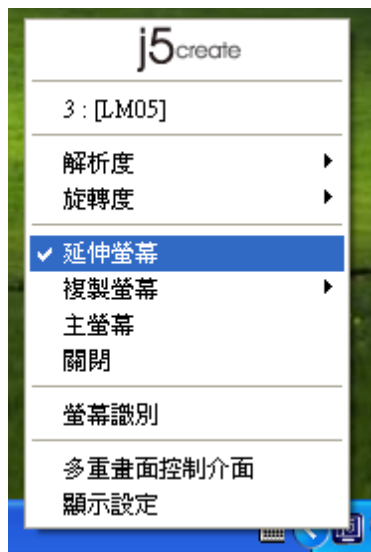 j5create
3 : [LM05]
解析度
旋轉度
延伸螢幕
複製螢幕
主螢幕
關閉
螢幕識別
多重畫面控制介面
顯示設定